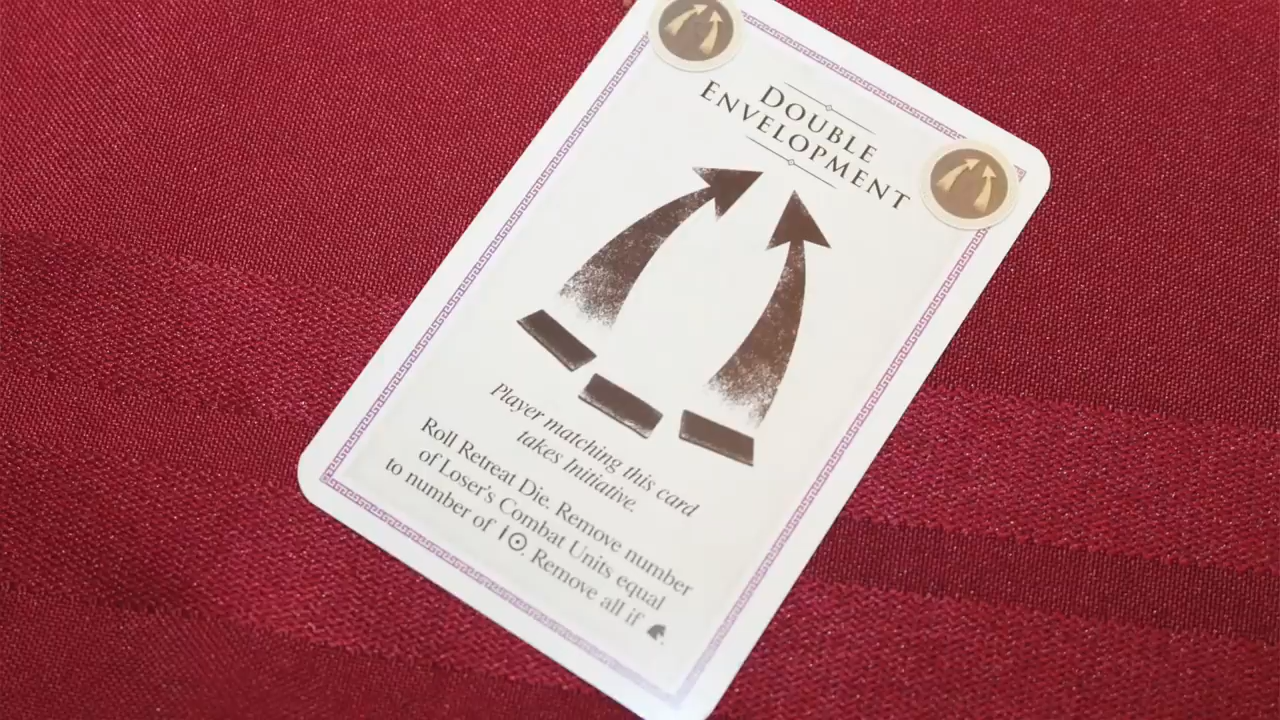 DOUBLE
ENVELOPMENT
Player matching this card
takes Initiative.
Roll Retreat Die. Remove number
of Loser's Combat Units equal
to number of . Remove all if .